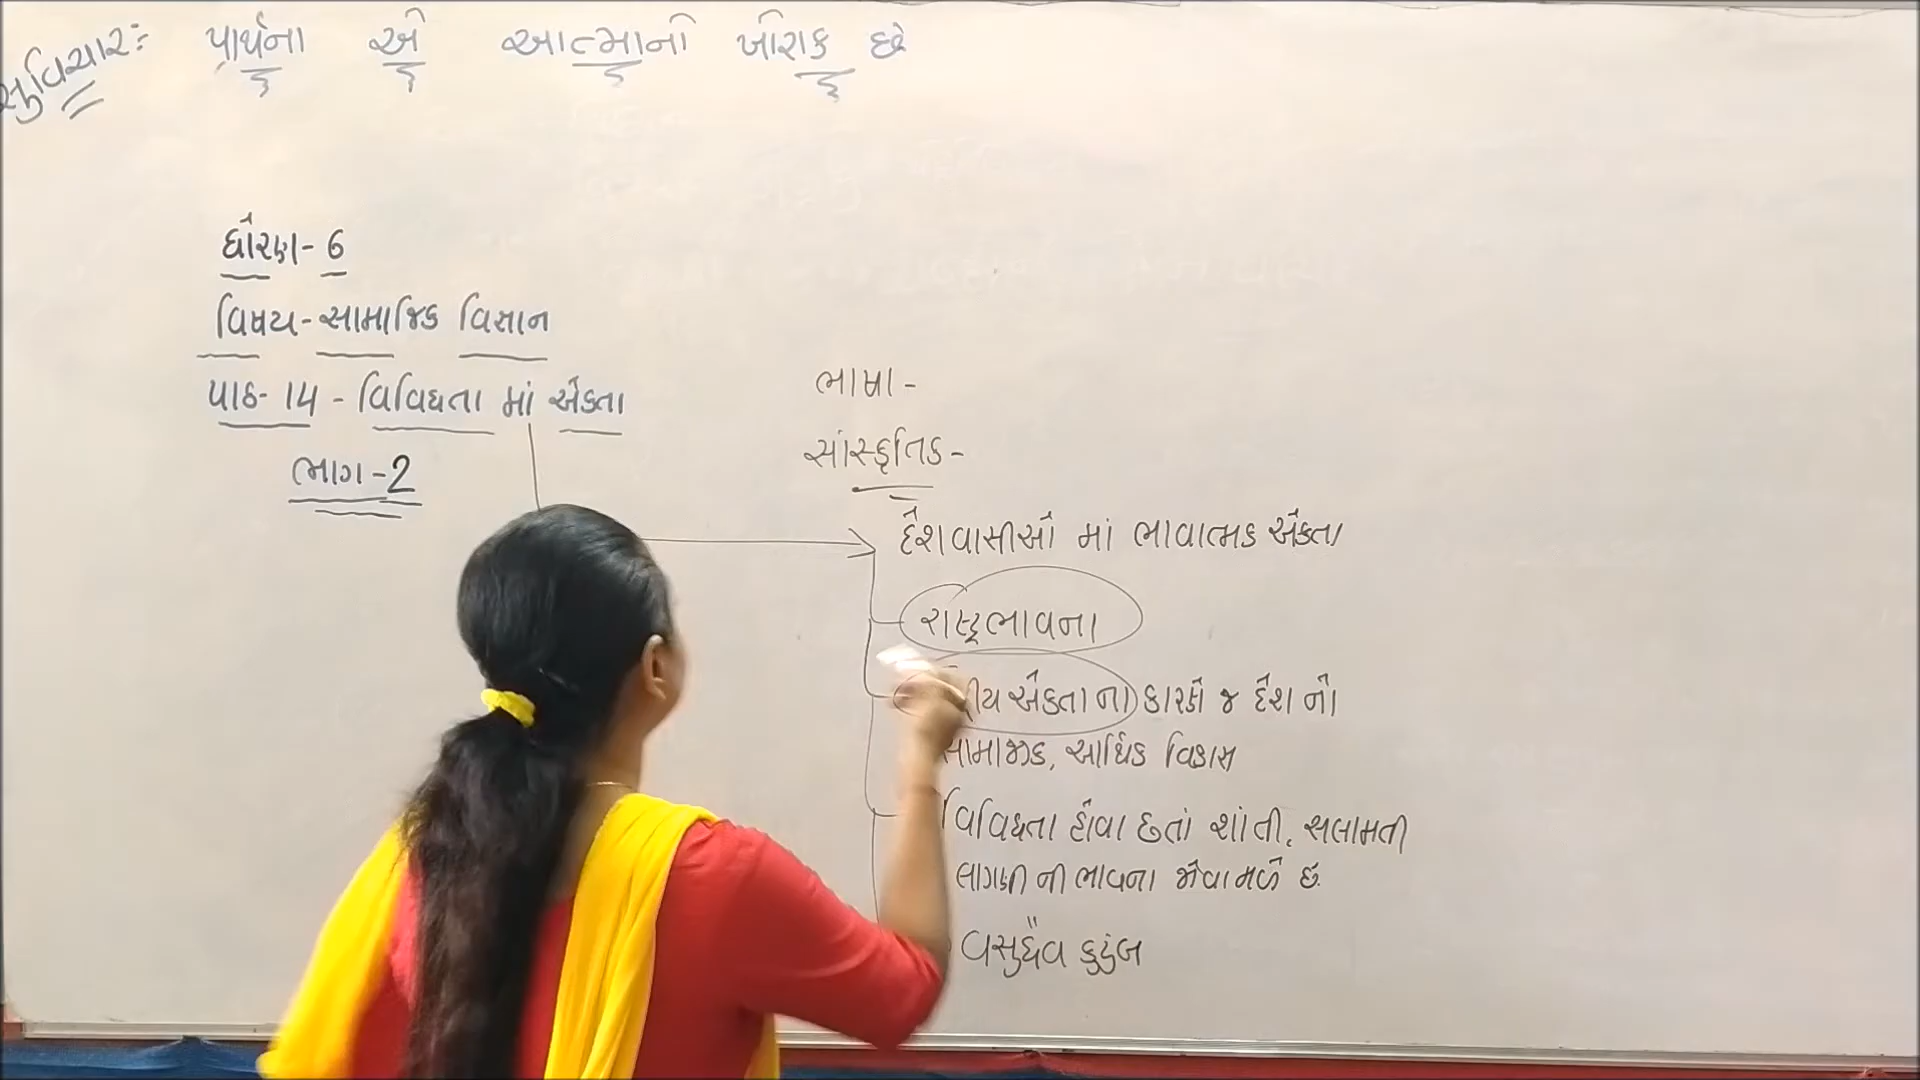 સુવિચારઃ પ્રાર્થના એ આત્માનો ખોરાક છે
ધોરણ-6
વિષય-સામાજિક વિજ્ઞાન
પાઠ-14 - વિવિધતા માં એકતા
ભાગ-2
ભાષા-
સાંસ્કૃતિક-
દેશવાસીઓ માં ભાવાત્મક એકતા
રાષ્ટ્રભાવના
એકતા ના કારણે જ દેશ નો
સામાજીક, આર્થિક વિકાસ
વિવિધતા હોવા છતાં શાંતી, સલામતી
લાગણી ની ભાવના જોવા મળે છે.
વસુધૈવ કુટુંબ